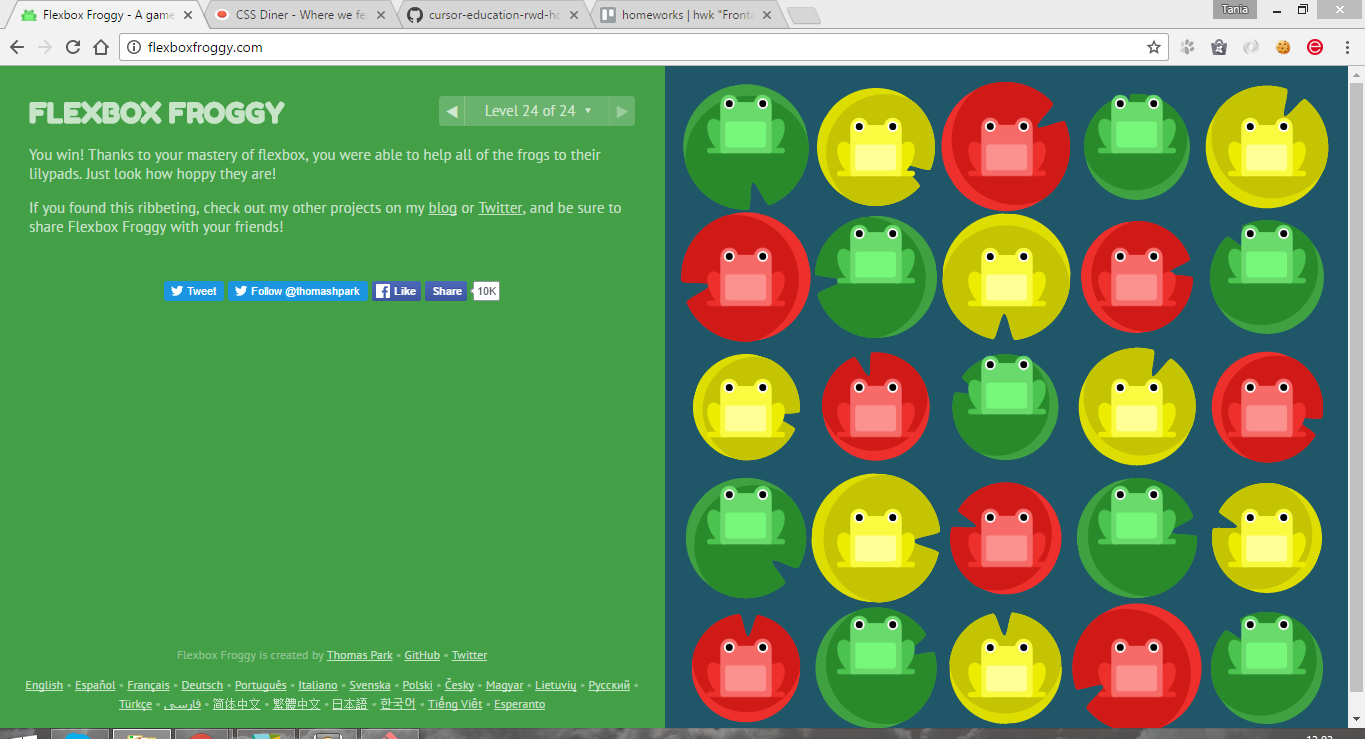 Flexbox Froggy - A game
CSS Diner - Where we fe
cursor-education-rwd-ho
homeworks | hwk "Fronta
Tania
flexboxfroggy.com
FLEXBOX FROGGY
Level 24 of 24
You win! Thanks to your mastery of flexbox, you were able to help all of the frogs to their
lilypads. Just look how hoppy they are!
If you found this ribbeting, check out my other projects on my blog or Twitter, and be sure to
share Flexbox Froggy with your friends!
Tweet Follow @thomashpark Like Share 10K
Flexbox Froggy is created by Thomas Park • GitHub • Twitter
English • Español • Français • Deutsch • Português • Italiano • Svenska • Polski • Česky • Magyar • Lietuvių • Русский •
Türkçe • فارسی • 简体中文 • 繁體中文 • 日本語 • 한국어 • Tiếng Việt • Esperanto